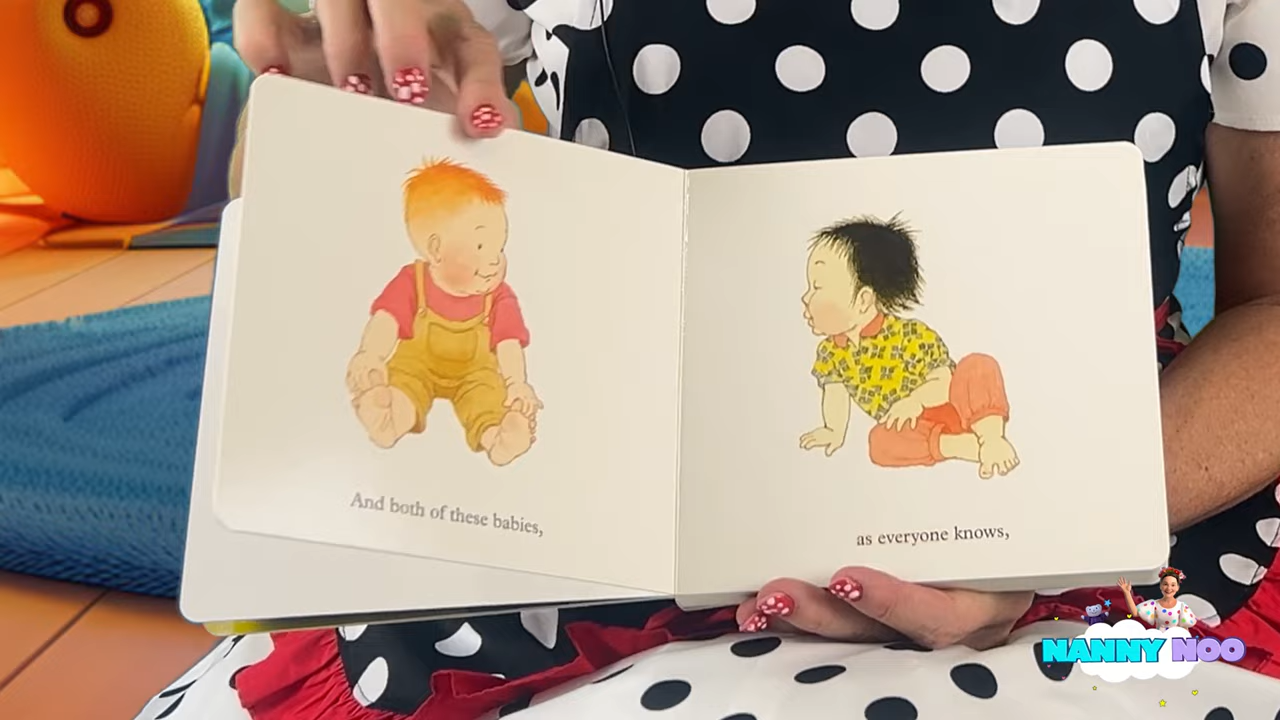 And both of these babies,
as everyone knows,
NANNY NOO